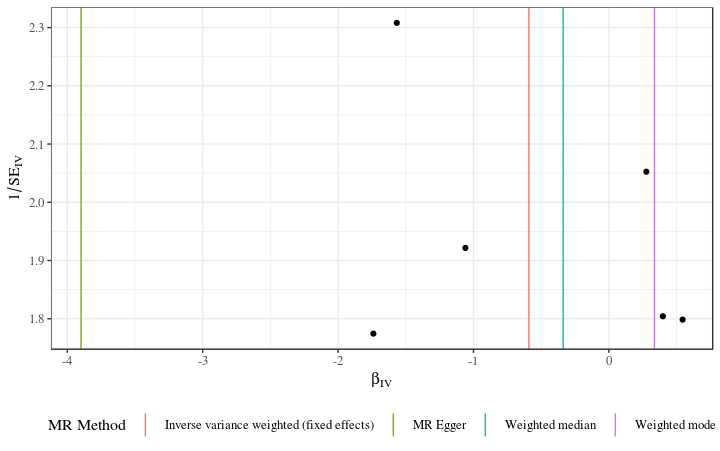 2.3
2.2
2.1
2.0
1.9
1.8
1/SE_IV
-4 -3 -2 -1 0
β_IV
MR Method Inverse variance weighted (fixed effects) MR Egger Weighted median Weighted mode